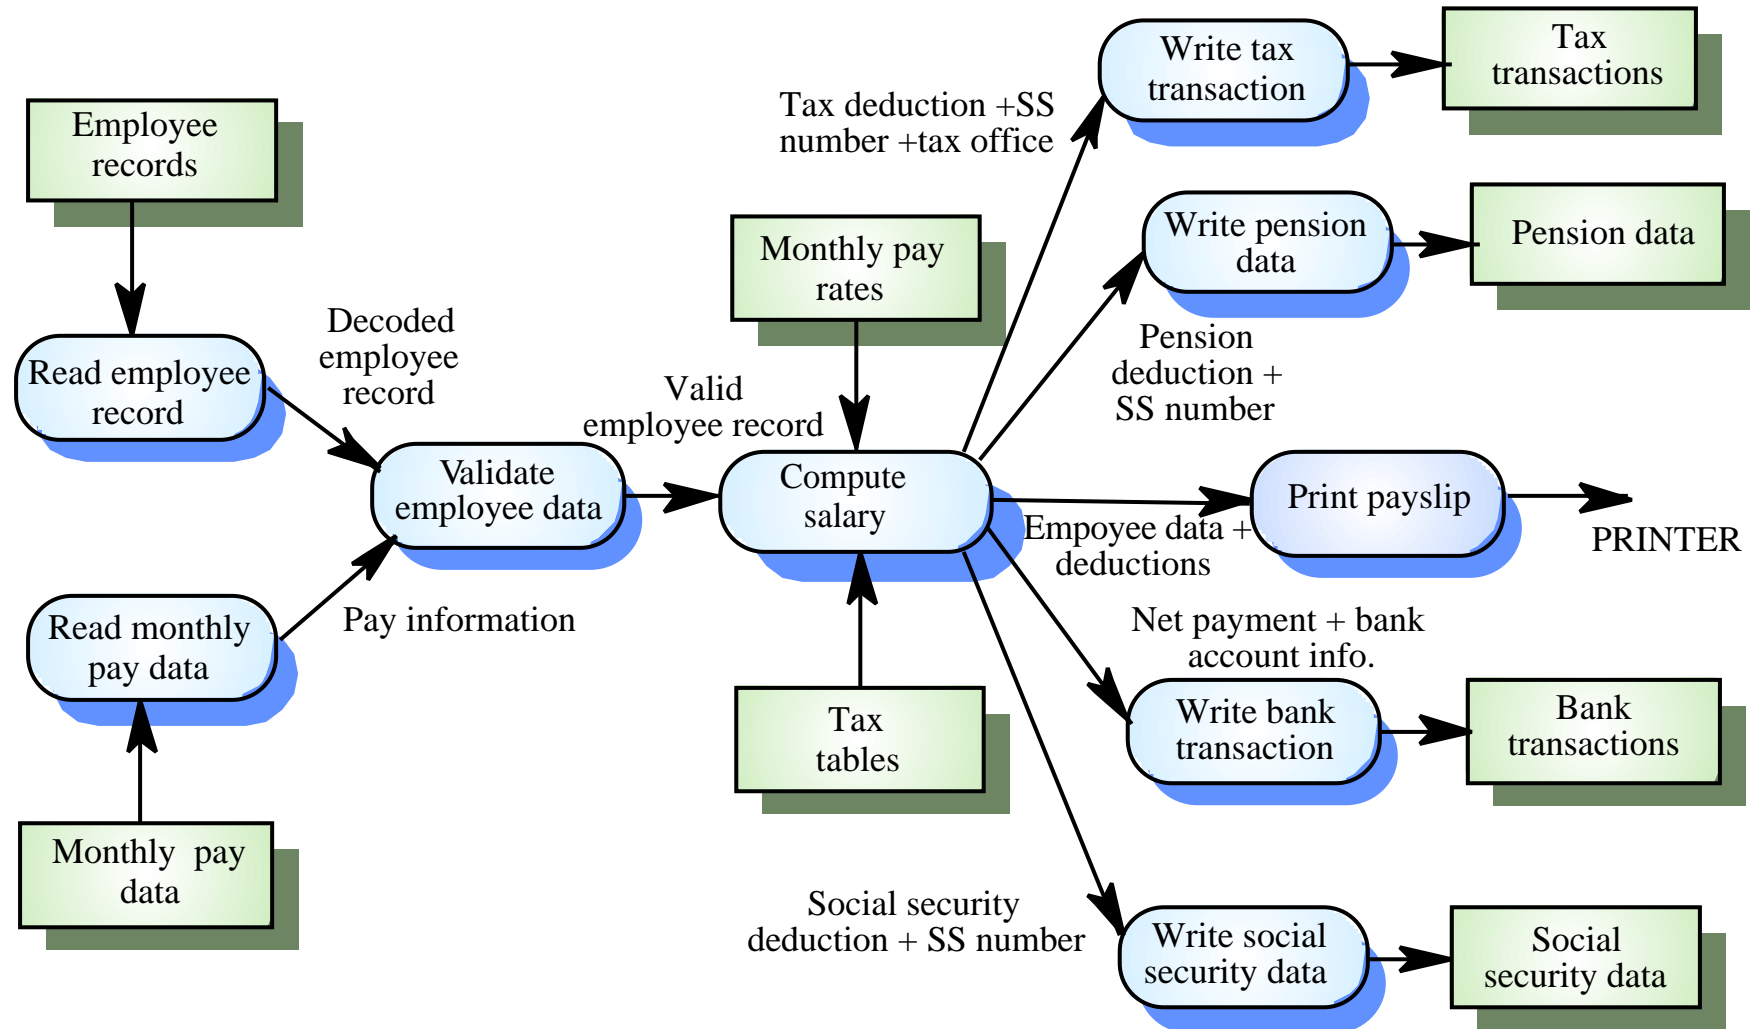 Employee
records
Read employee
record
Decoded
employee
record
Read monthly
pay data
Pay information
Monthly  pay
data
Validate
employee data
Valid
employee record
Monthly pay
rates
Compute
salary
Tax
tables
Tax deduction +SS
number +tax office
Write tax
transaction
Tax
transactions
Write pension
data
Pension data
Pension
deduction +
SS number
Empoyee data +
deductions
Print payslip
PRINTER
Net payment + bank
account info.
Write bank
transaction
Bank
transactions
Social security
deduction + SS number
Write social
security data
Social
security data